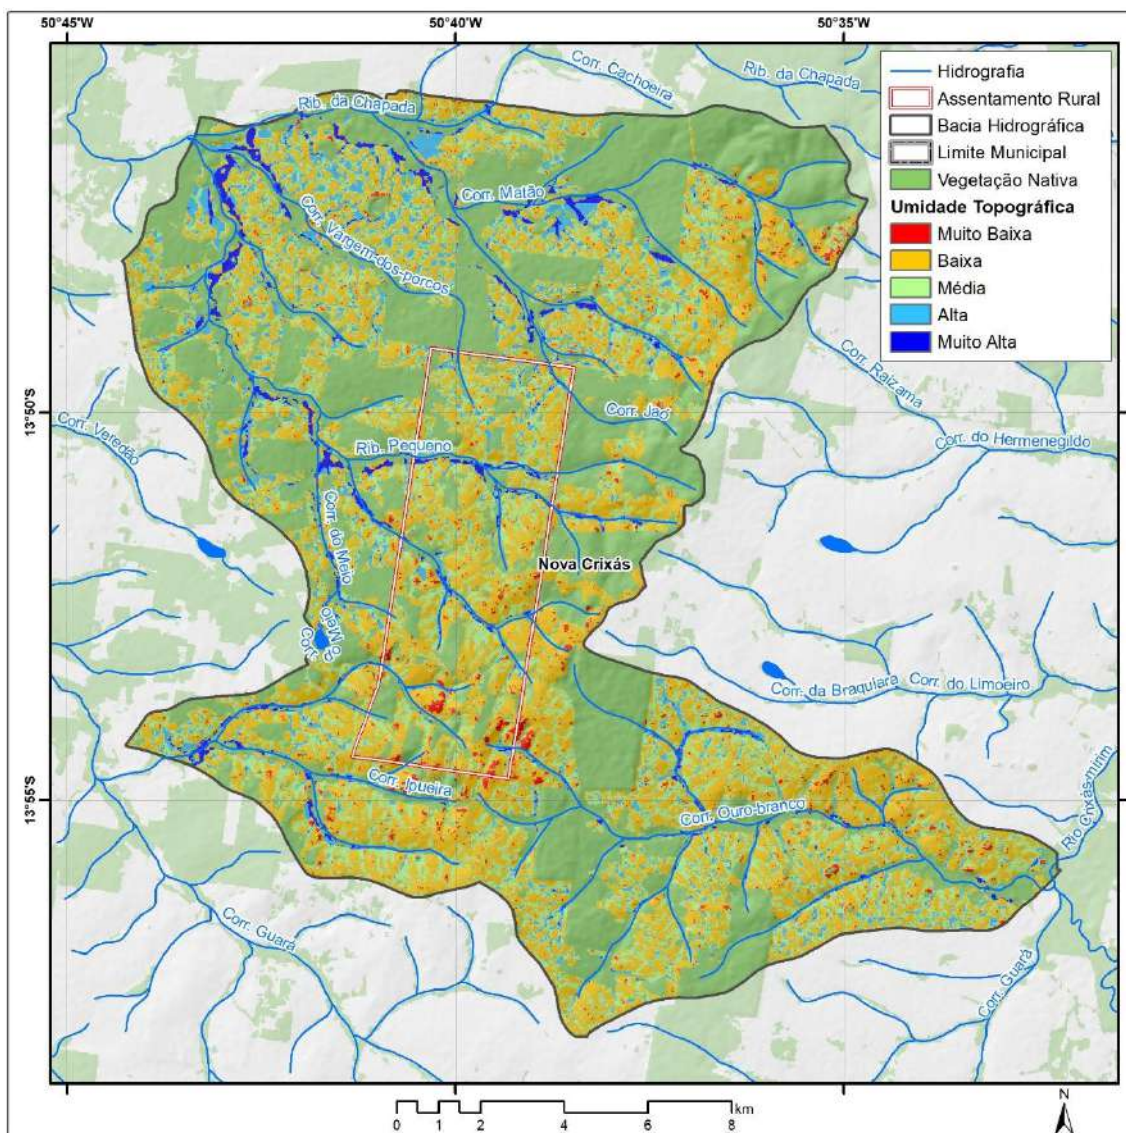 50°45'W
50°40'W
50°35'W
Corr. Cachoeira
Rib. da Chapada
Rib. da Chapada
Hidrografia
Assentamento Rural
Bacia Hidrográfica
Limite Municipal
Vegetação Nativa
Umidade Topográfica
Muito Baixa
Baixa
Média
Alta
Muito Alta
Corr. Matão
Corr. Vargem-dos-porcos
Corr. Raizama
13°50'S
Corr. Jaó
Corr. Veredão
Rib. Pequeno
Corr. do Hermenegildo
Corr. do Meio
Nova Crixás
Corr. do Meio
Corr. da Braquiara
Corr. do Limoeiro
13°55'S
Corr. Ipueira
Corr. Ouro-branco
Rio Crixás-mirim
Corr. Guará
Corr. Guará
N
km
0 1 2 4 6 8